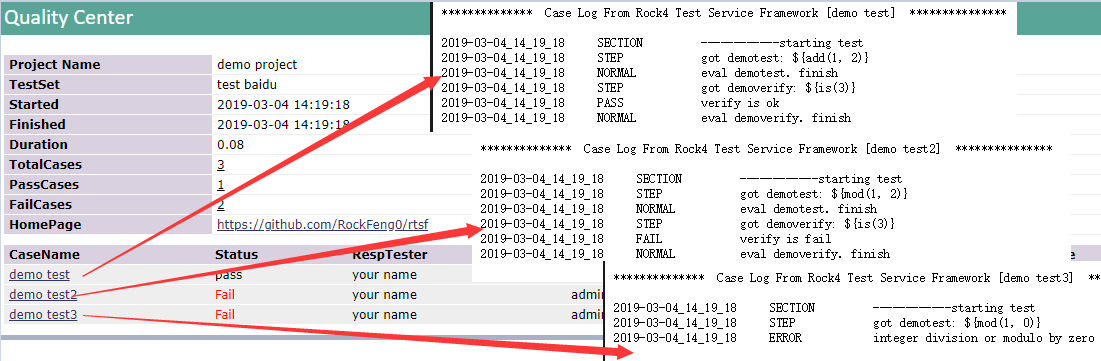 Quality Center
Project Name demo project
TestSet test baidu
Started 2019-03-04 14:19:18
Finished 2019-03-04 14:19:18
Duration 0.08
TotalCases 3
PassCases 1
FailCases 2
HomePage https://github.com/RockFeng0/rtsf
CaseName Status RespTester
demo test pass your name
demo test2 Fail your name admin
demo test3 Fail your name admin
************** Case Log From Rock4 Test Service Framework [demo test] ***************
2019-03-04_14_19_18 SECTION -------------starting test
2019-03-04_14_19_18 STEP got demotest: ${add(1, 2)}
2019-03-04_14_19_18 NORMAL eval demotest. finish
2019-03-04_14_19_18 STEP got demoverify: ${is(3)}
2019-03-04_14_19_18 PASS verify is ok
2019-03-04_14_19_18 NORMAL eval demoverify. finish
************** Case Log From Rock4 Test Service Framework [demo test2] ***************
2019-03-04_14_19_18 SECTION -------------starting test
2019-03-04_14_19_18 STEP got demotest: ${mod(1, 2)}
2019-03-04_14_19_18 NORMAL eval demotest. finish
2019-03-04_14_19_18 STEP got demoverify: ${is(3)}
2019-03-04_14_19_18 FAIL verify is fail
2019-03-04_14_19_18 NORMAL eval demoverify. finish
************** Case Log From Rock4 Test Service Framework [demo test3] ***************
2019-03-04_14_19_18 SECTION -------------starting test
2019-03-04_14_19_18 STEP got demotest: ${mod(1, 0)}
2019-03-04_14_19_18 ERROR integer division or modulo by zero